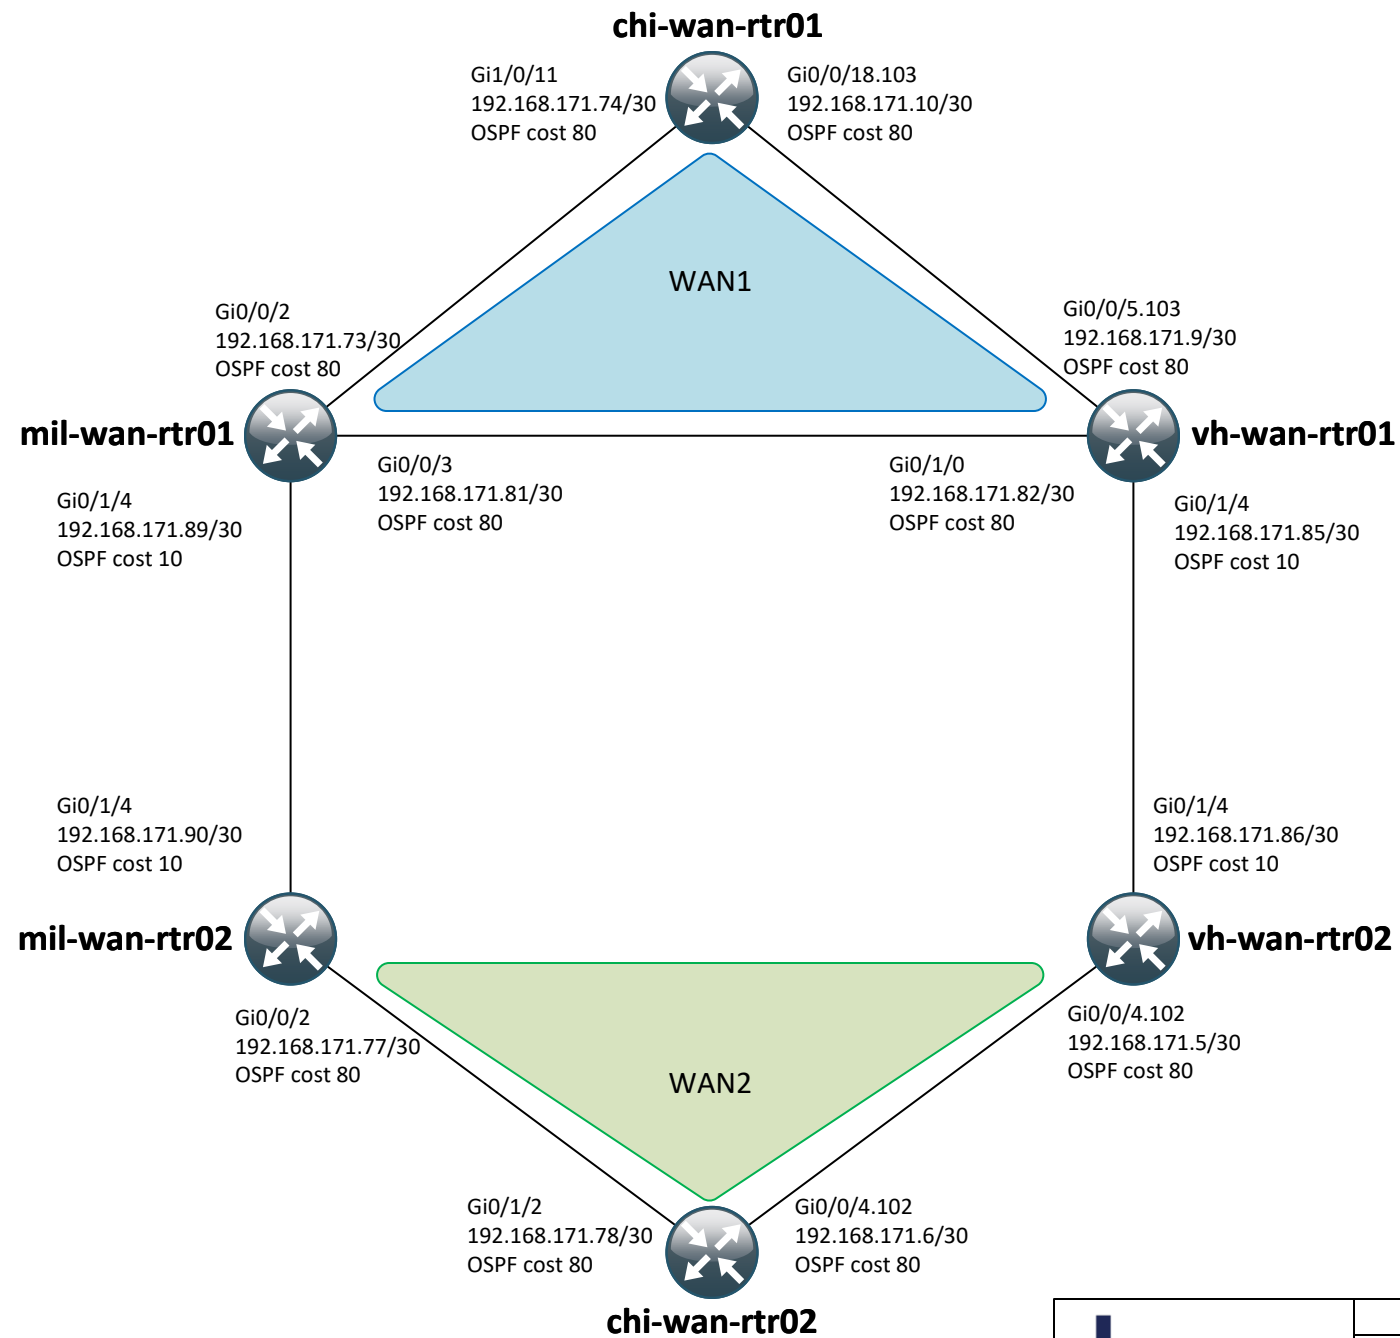 chi-wan-rtr01
Gi1/0/11
192.168.171.74/30
OSPF cost 80
Gi0/0/18.103
192.168.171.10/30
OSPF cost 80
WAN1
Gi0/0/2
192.168.171.73/30
OSPF cost 80
Gi0/0/5.103
192.168.171.9/30
OSPF cost 80
mil-wan-rtr01
vh-wan-rtr01
Gi0/0/3
192.168.171.81/30
OSPF cost 80
Gi0/1/0
192.168.171.82/30
OSPF cost 80
Gi0/1/4
192.168.171.89/30
OSPF cost 10
Gi0/1/4
192.168.171.85/30
OSPF cost 10
Gi0/1/4
192.168.171.90/30
OSPF cost 10
Gi0/1/4
192.168.171.86/30
OSPF cost 10
mil-wan-rtr02
vh-wan-rtr02
Gi0/0/2
192.168.171.77/30
OSPF cost 80
Gi0/0/4.102
192.168.171.5/30
OSPF cost 80
WAN2
Gi0/1/2
192.168.171.78/30
OSPF cost 80
Gi0/0/4.102
192.168.171.6/30
OSPF cost 80
chi-wan-rtr02